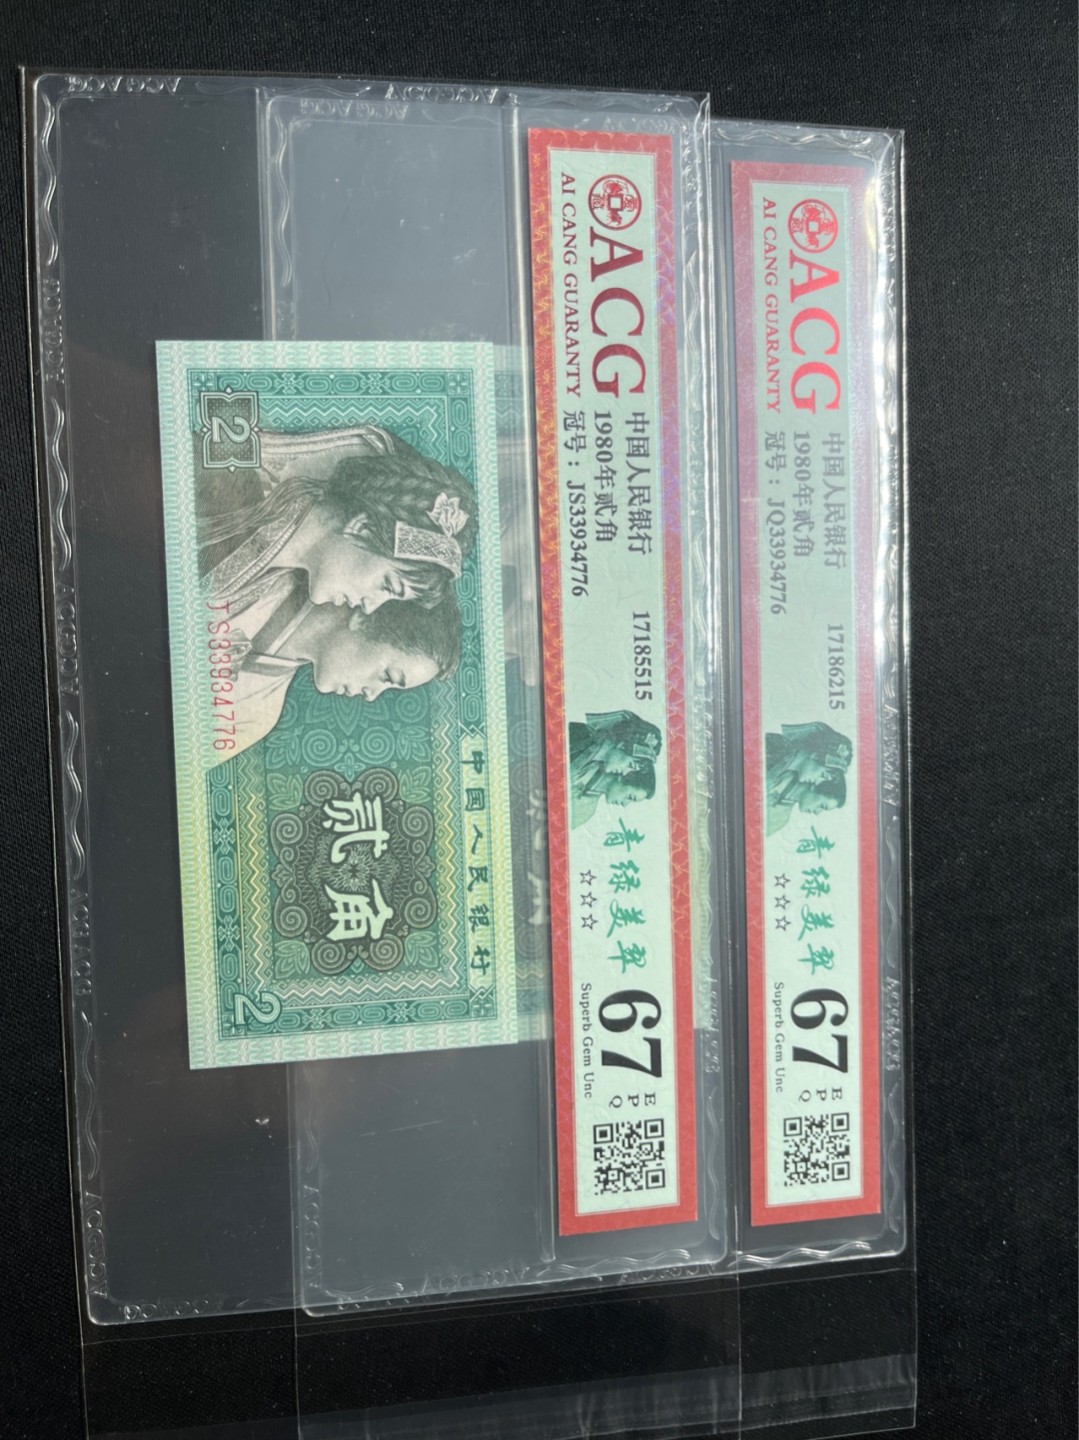 ACG
AI CANG GUARANTY
中国人民银行
1980年贰角
冠号：JQ33934776
17186215
青绿美翠
☆☆☆
67
EPQ
Superb Gem Unc
ACG
AI CANG GUARANTY
中国人民银行
1980年贰角
冠号：JS33934776
17185515
青绿美翠
☆☆☆
67
EPQ
Superb Gem Unc
中国人民银行
贰角
2
2
JS33934776